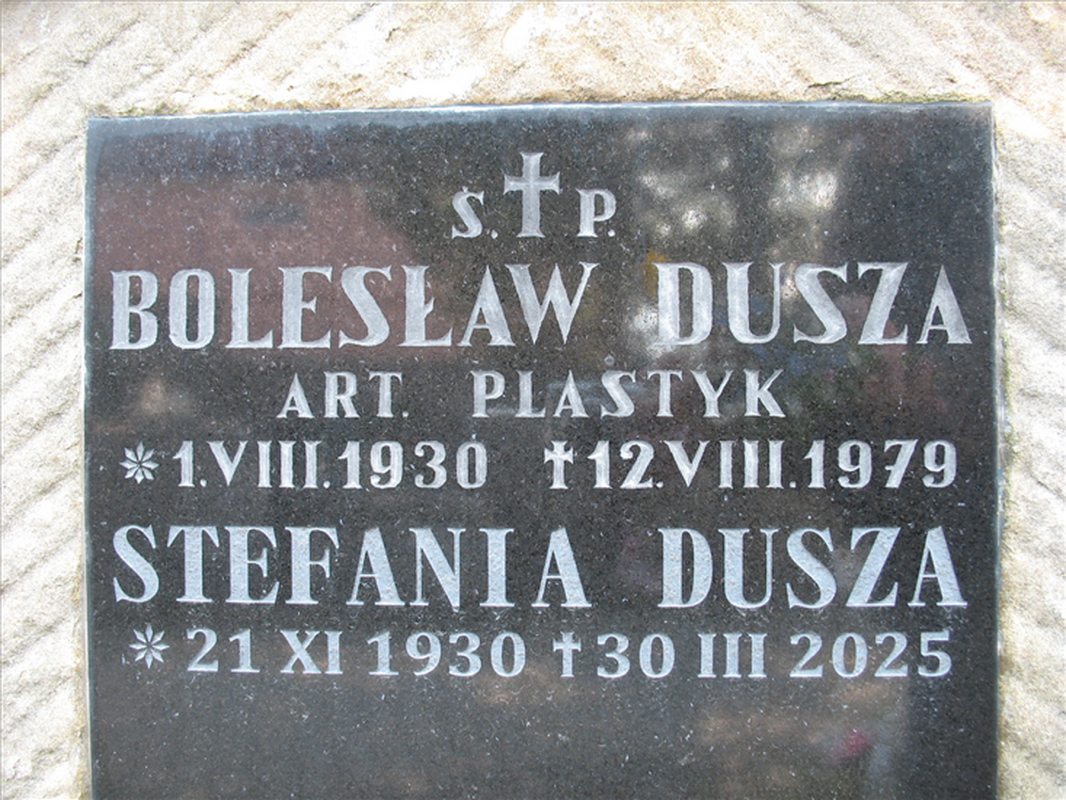 Ś. † P.
BOLESŁAW DUSZA
ART. PLASTYK
* 1.VIII.1930 † 12.VIII.1979
STEFANIA DUSZA
* 21 XI 1930 † 30 III 2025